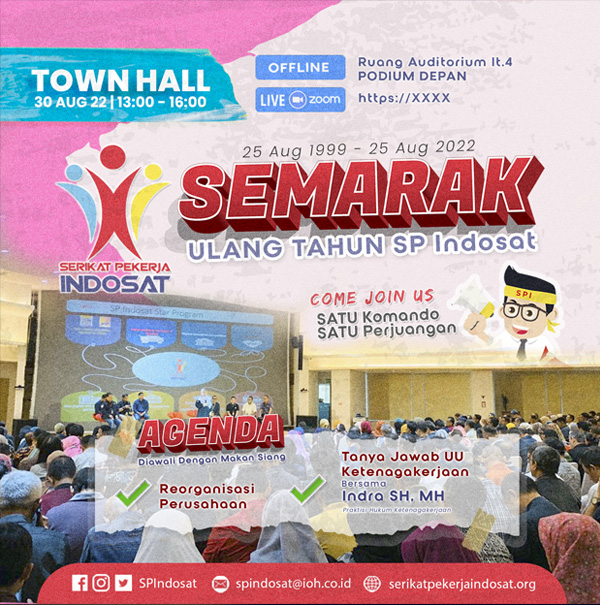 TOWN HALL
30 AUG 22 | 13:00 - 16:00
OFFLINE
Ruang Auditorium lt.4
PODIUM DEPAN
LIVE zoom
https://XXXX
25 Aug 1999 - 25 Aug 2022
SEMARAK
ULANG TAHUN SP Indosat
SERIKAT PEKERJA
INDOSAT
COME JOIN US
SATU Komando
SATU Perjuangan
SPI
SP Indosat Star Program
AGENDA
Diawali Dengan Makan Siang
Reorganisasi
Perusahaan
Tanya Jawab UU
Ketenagakerjaan
Bersama
Indra SH, MH
Praktisi Hukum Ketenagakerjaan
SPIndosat
spindosat@ioh.co.id
serikatpekerjaindosat.org